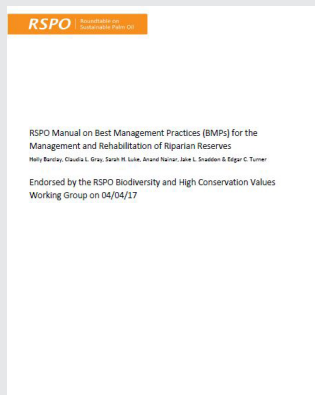 RSPO Roundtable on
Sustainable Palm Oil
RSPO Manual on Best Management Practices (BMPs) for the
Management and Rehabilitation of Riparian Reserves
Holly Barclay, Claudia L. Gray, Sarah H. Luke, Anand Nainar, Jake L. Snaddon & Edgar C. Turner
Endorsed by the RSPO Biodiversity and High Conservation Values
Working Group on 04/04/17